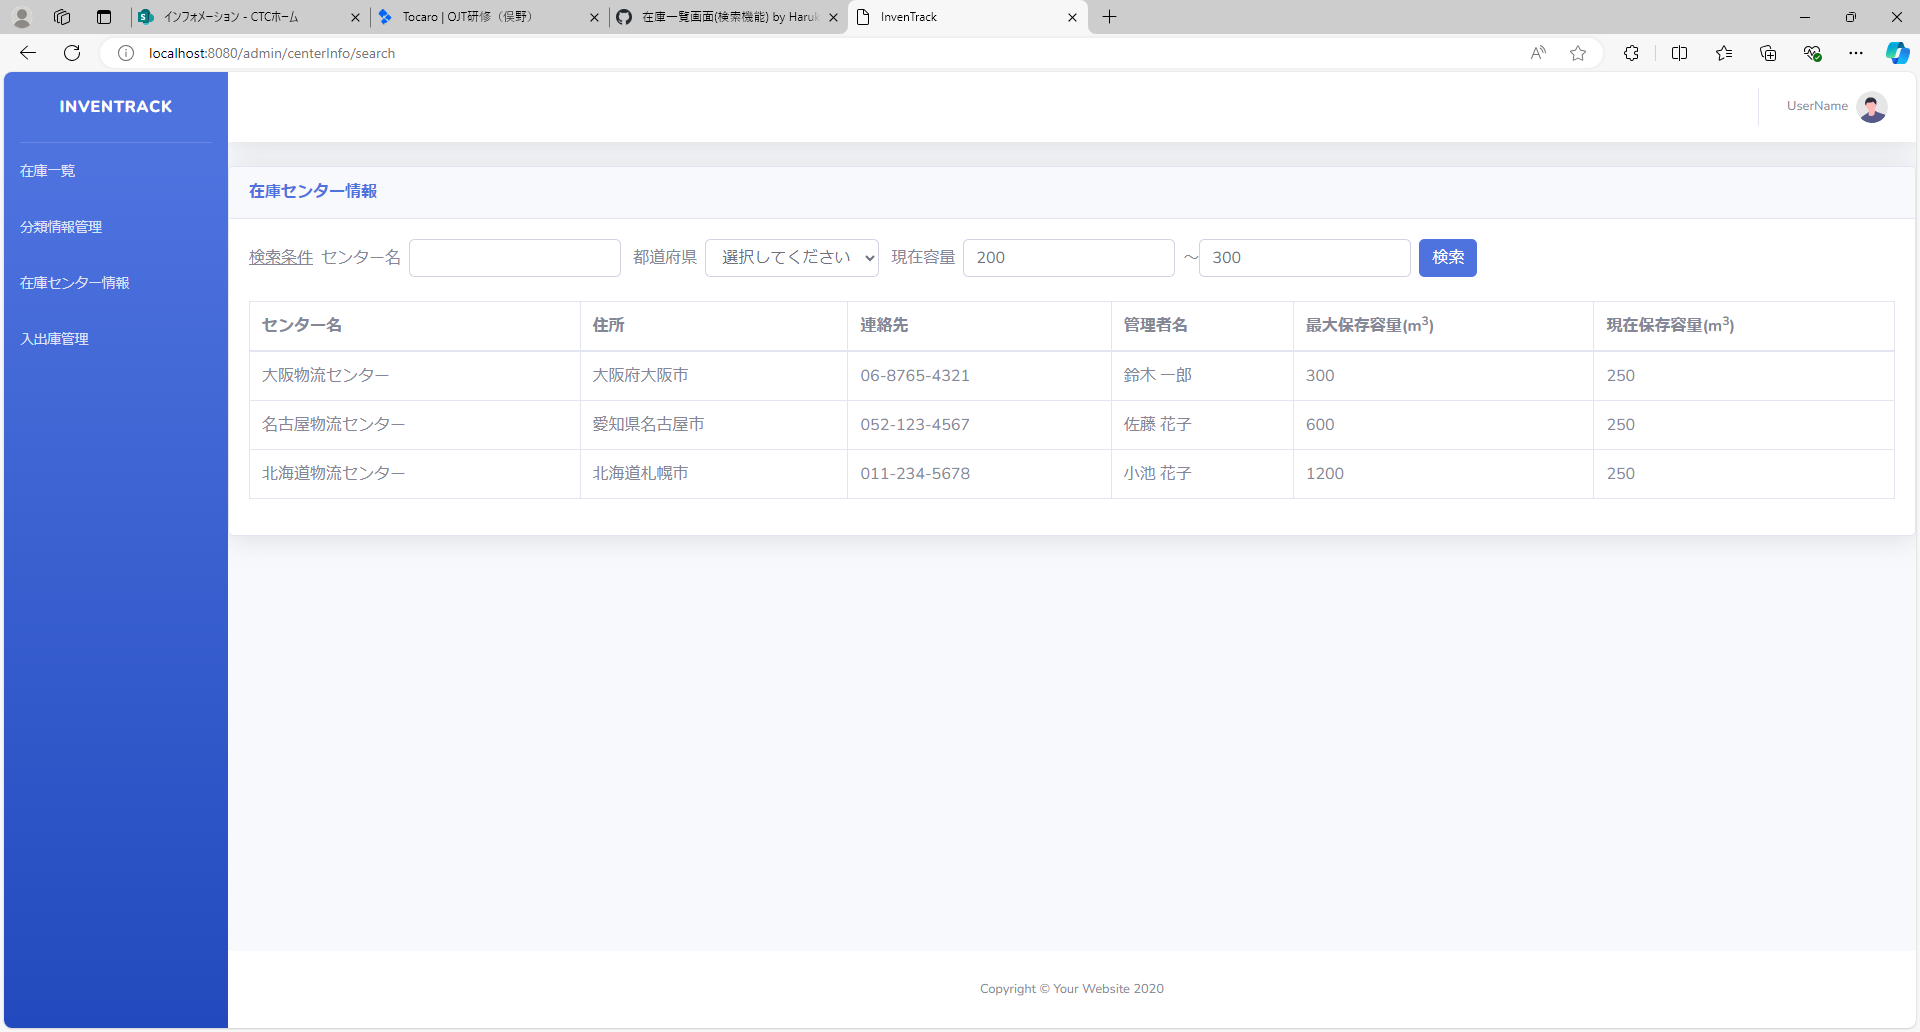 インフォメーション - CTCホーム
Tocaro | OJT研修（俣野）
在庫一覧画面(検索機能) by Haruk
InvenTrack
localhost:8080/admin/centerInfo/search
INVENTRACK
UserName
在庫一覧
分類情報管理
在庫センター情報
入出庫管理
在庫センター情報
検索条件 センター名 都道府県 選択してください 現在容量 200 ～ 300 検索
センター名 住所 連絡先 管理者名 最大保存容量(m³) 現在保存容量(m³)
大阪物流センター 大阪府大阪市 06-8765-4321 鈴木 一郎 300 250
名古屋物流センター 愛知県名古屋市 052-123-4567 佐藤 花子 600 250
北海道物流センター 北海道札幌市 011-234-5678 小池 花子 1200 250
Copyright © Your Website 2020